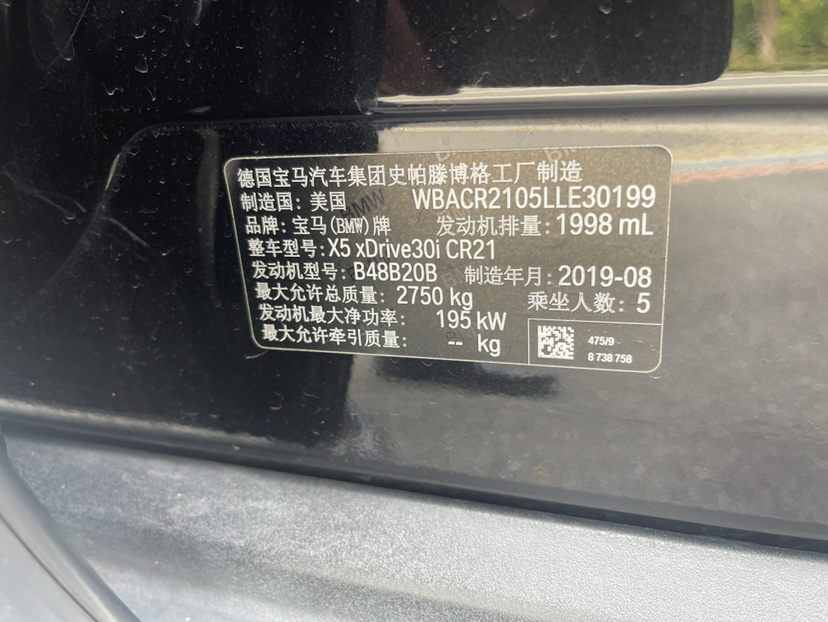 德国宝马汽车集团史帕滕博格工厂制造
制造国: 美国 WBACR2105LLE30199
品牌: 宝马(BMW)牌 发动机排量: 1998 mL
整车型号: X5 xDrive30i CR21
发动机型号: B48B20B 制造年月: 2019-08
最大允许总质量: 2750 kg 乘坐人数: 5
发动机最大净功率: 195 kW
最大允许牵引质量: -- kg
475/9
8 738 758